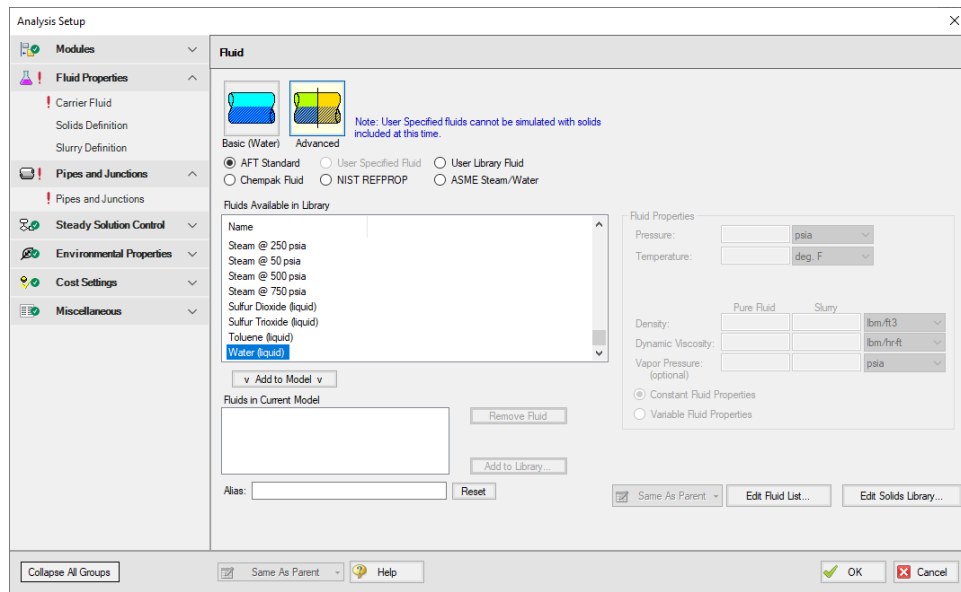 Analysis Setup
Modules
Fluid Properties
Carrier Fluid
Solids Definition
Slurry Definition
Pipes and Junctions
Pipes and Junctions
Steady Solution Control
Environmental Properties
Cost Settings
Miscellaneous
Fluid
Basic (Water) Advanced
Note: User Specified fluids cannot be simulated with solids
included at this time.
AFT Standard User Specified Fluid User Library Fluid
Chempak Fluid NIST REFPROP ASME Steam/Water
Fluids Available in Library
Name
Steam @ 250 psia
Steam @ 50 psia
Steam @ 500 psia
Steam @ 750 psia
Sulfur Dioxide (liquid)
Sulfur Trioxide (liquid)
Toluene (liquid)
Water (liquid)
v Add to Model v
Fluids in Current Model
Remove Fluid
Add to Library...
Alias: Reset
Fluid Properties
Pressure: psia
Temperature: deg. F
Pure Fluid Slurry
Density: lbm/ft3
Dynamic Viscosity: lbm/hr-ft
Vapor Pressure: psia
(optional)
Constant Fluid Properties
Variable Fluid Properties
Same As Parent Edit Fluid List... Edit Solids Library...
Collapse All Groups Same As Parent Help OK Cancel